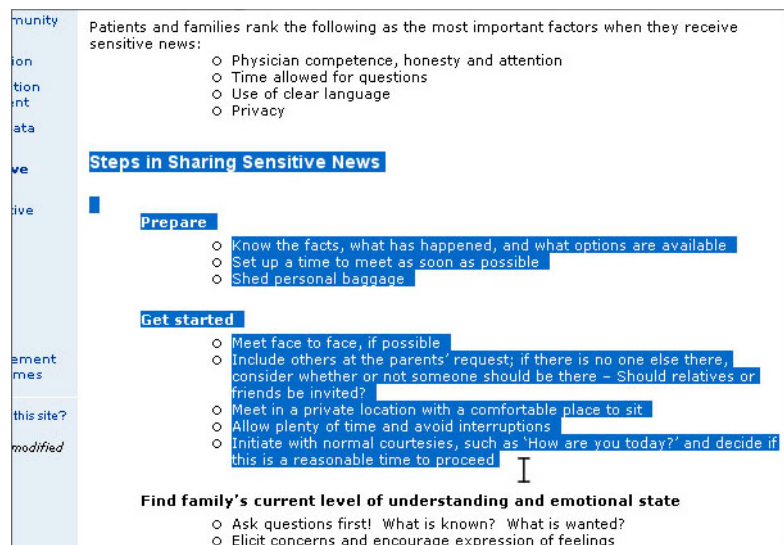 munity
ion
tion
ent
ata
ve
ive
ement
mes
this site?
modified
Patients and families rank the following as the most important factors when they receive
sensitive news:
Physician competence, honesty and attention
Time allowed for questions
Use of clear language
Privacy
Steps in Sharing Sensitive News
Prepare
Know the facts, what has happened, and what options are available
Set up a time to meet as soon as possible
Shed personal baggage
Get started
Meet face to face, if possible
Include others at the parents’ request; if there is no one else there,
consider whether or not someone should be there – Should relatives or
friends be invited?
Meet in a private location with a comfortable place to sit
Allow plenty of time and avoid interruptions
Initiate with normal courtesies, such as ‘How are you today?’ and decide if
this is a reasonable time to proceed
Find family’s current level of understanding and emotional state
Ask questions first!  What is known?  What is wanted?
Elicit concerns and encourage expression of feelings